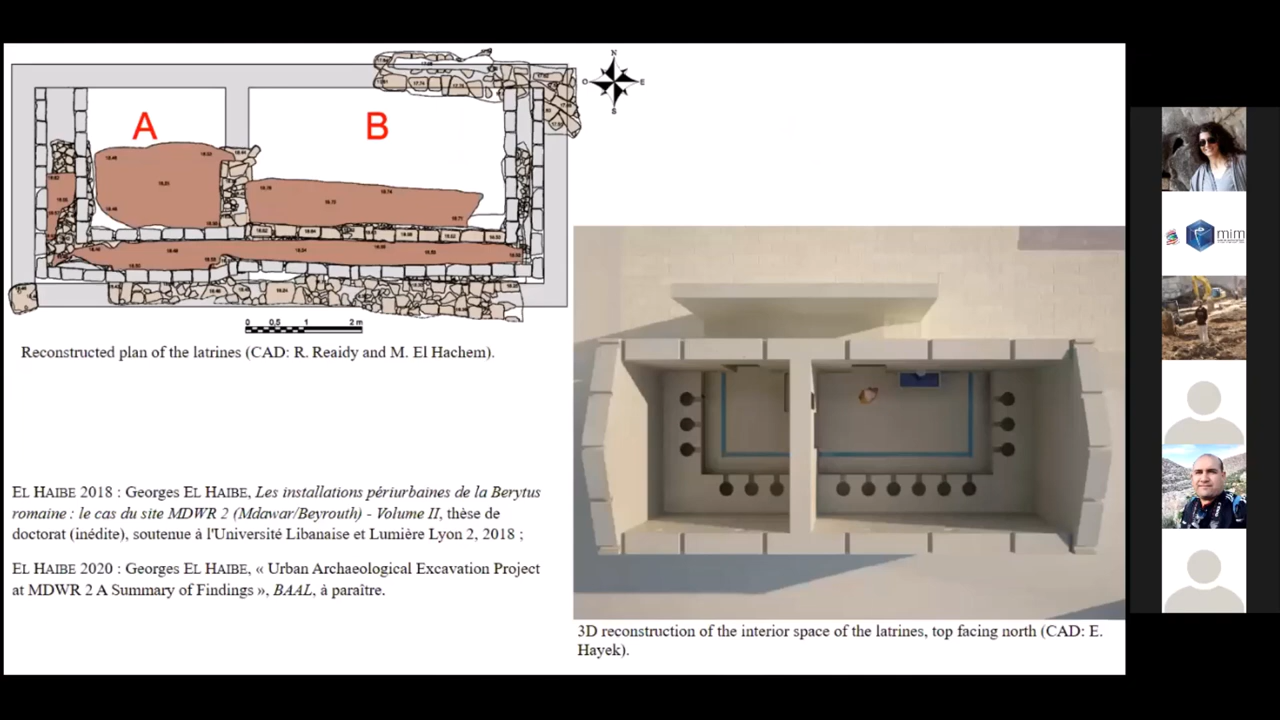 N
O
E
S
A
B
0 0,5 1 2 m
Reconstructed plan of the latrines (CAD: R. Reaidy and M. El Hachem).
EL HAIBE 2018 : Georges EL HAIBE, Les installations périurbaines de la Berytus
romaine : le cas du site MDWR 2 (Mdawar/Beyrouth) - Volume II, thèse de
doctorat (inédite), soutenue à l'Université Libanaise et Lumière Lyon 2, 2018 ;
EL HAIBE 2020 : Georges EL HAIBE, « Urban Archaeological Excavation Project
at MDWR 2 A Summary of Findings », BAAL, à paraître.
3D reconstruction of the interior space of the latrines, top facing north (CAD: E.
Hayek).
mim